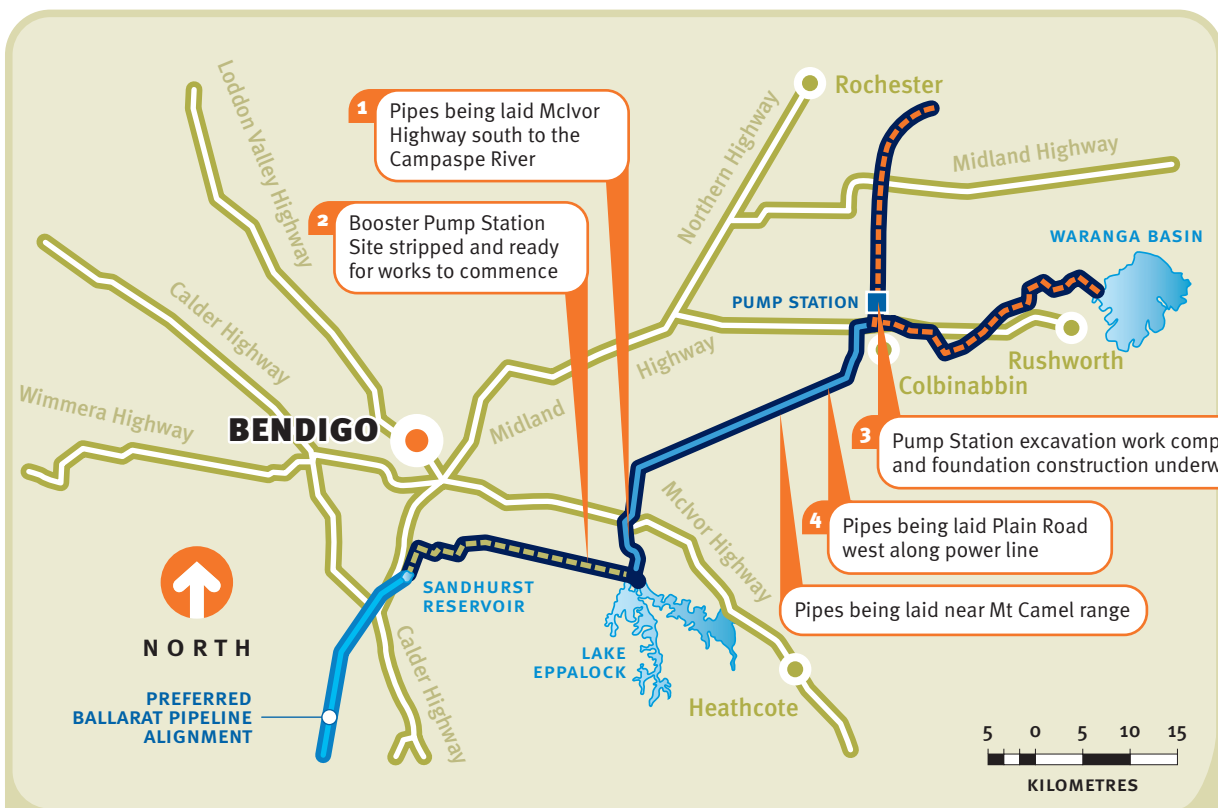 Loddon Valley Highway
1
Pipes being laid McIvor
Highway south to the
Campaspe River
Northern Highway
Rochester
Midland Highway
2
Booster Pump Station
Site stripped and ready
for works to commence
WARANGA BASIN
Calder Highway
PUMP STATION
Highway
Rushworth
Colbinabbin
Wimmera Highway
BENDIGO
Midland
3
Pump Station excavation work comp
and foundation construction underw
McIvor Highway
4
Pipes being laid Plain Road
west along power line
SANDHURST
RESERVOIR
Pipes being laid near Mt Camel range
NORTH
Calder Highway
LAKE
EPPALOCK
PREFERRED
BALLARAT PIPELINE
ALIGNMENT
Heathcote
5 0 5 10 15
KILOMETRES